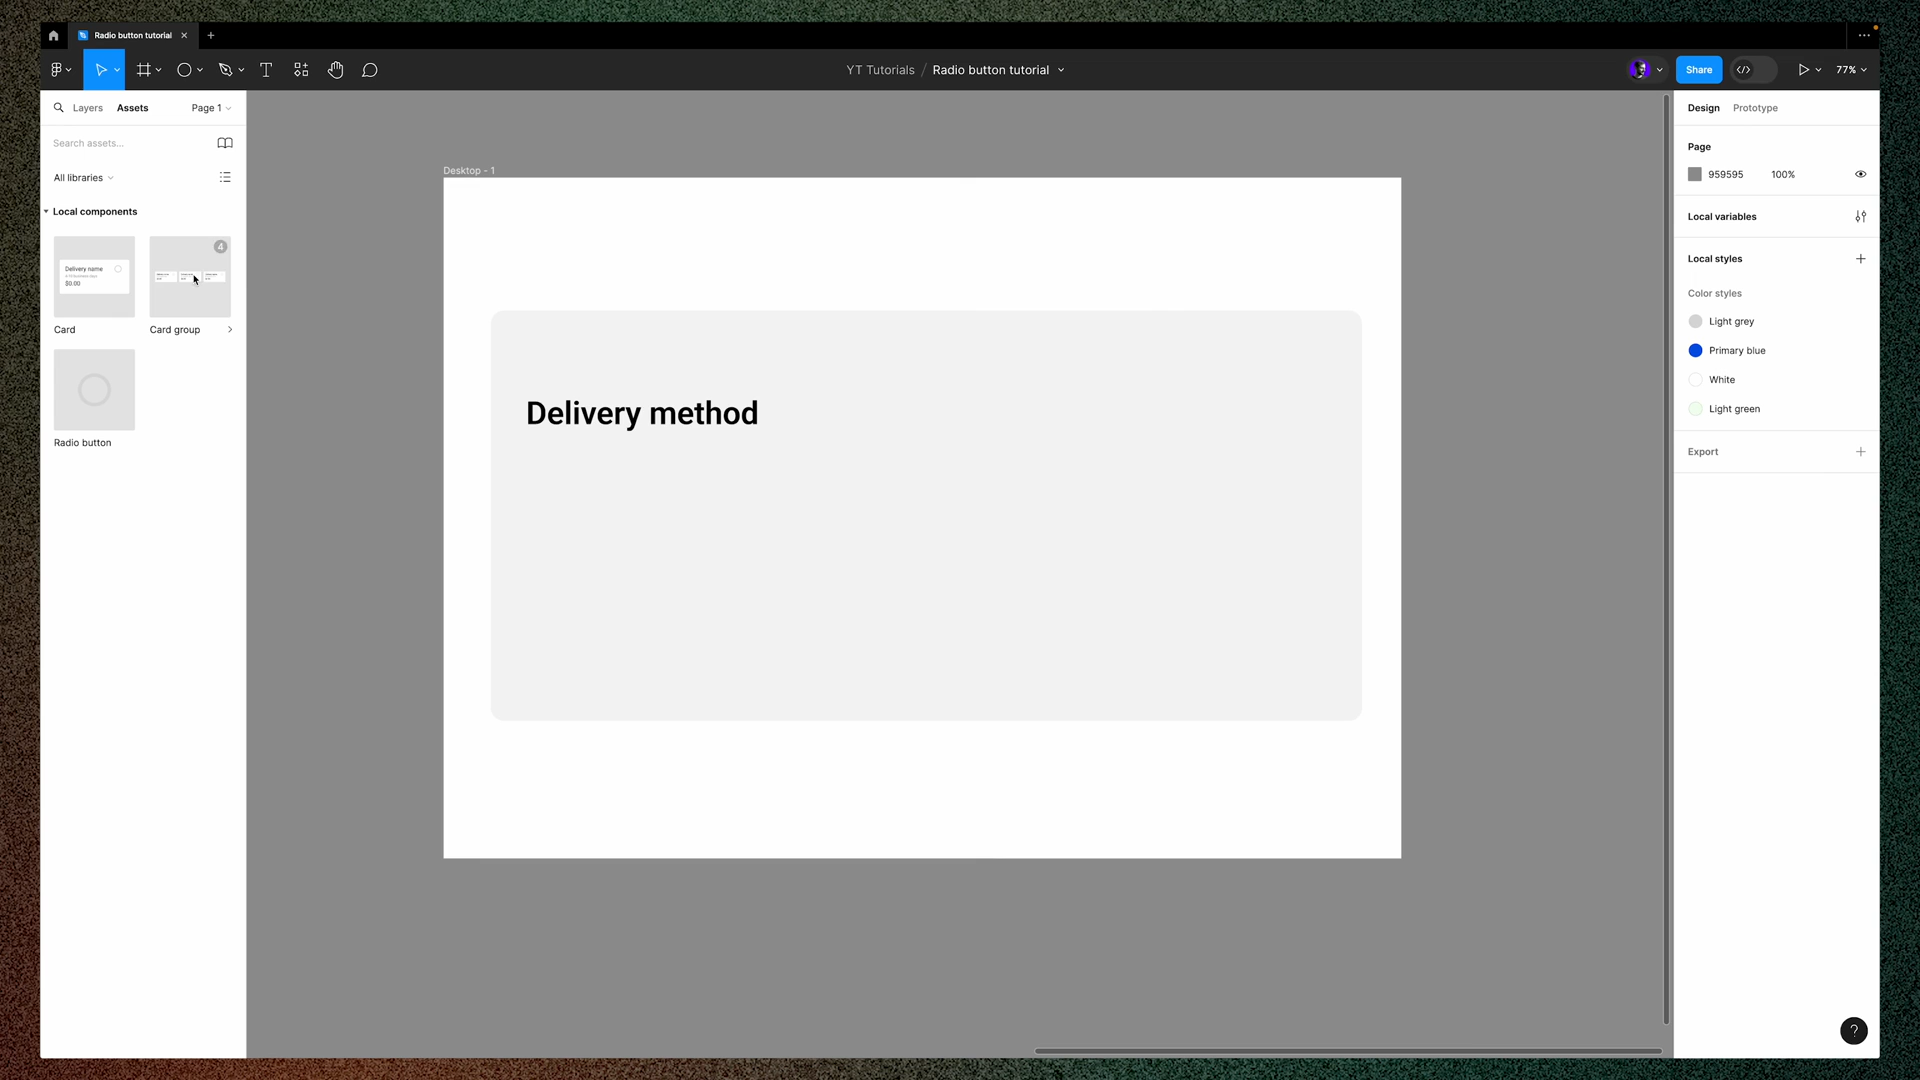 Radio button tutorial
YT Tutorials / Radio button tutorial
Share
77%
Layers
Assets
Page 1
Search assets...
All libraries
Local components
Delivery name
$0.00
4
Card
Card group
Radio button
Desktop - 1
Delivery method
Design
Prototype
Page
959595
100%
Local variables
Local styles
Color styles
Light grey
Primary blue
White
Light green
Export
?